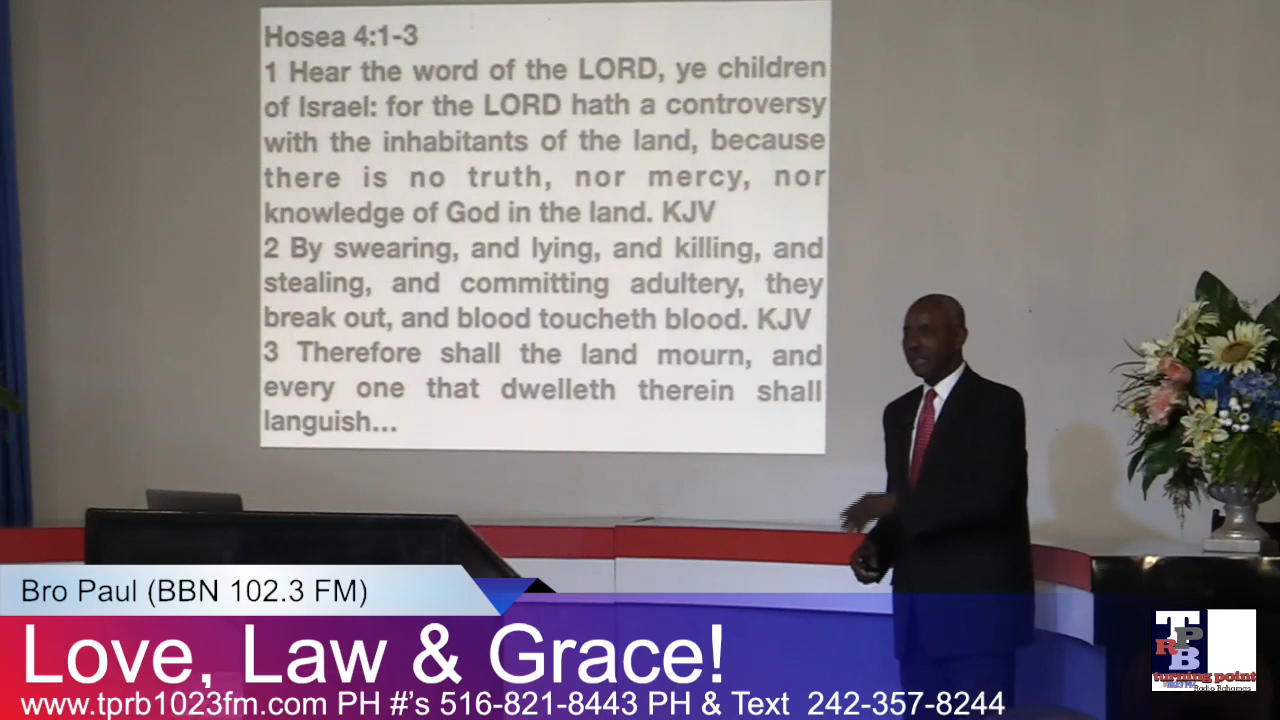 Hosea 4:1-3
1 Hear the word of the LORD, ye children
of Israel: for the LORD hath a controversy
with the inhabitants of the land, because
there is no truth, nor mercy, nor
knowledge of God in the land. KJV
2 By swearing, and lying, and killing, and
stealing, and committing adultery, they
break out, and blood toucheth blood. KJV
3 Therefore shall the land mourn, and
every one that dwelleth therein shall
languish...
Bro Paul (BBN 102.3 FM)
Love, Law & Grace!
www.tprb1023fm.com PH #'s 516-821-8443 PH & Text 242-357-8244
TPRB
turning point
Radio Bahamas